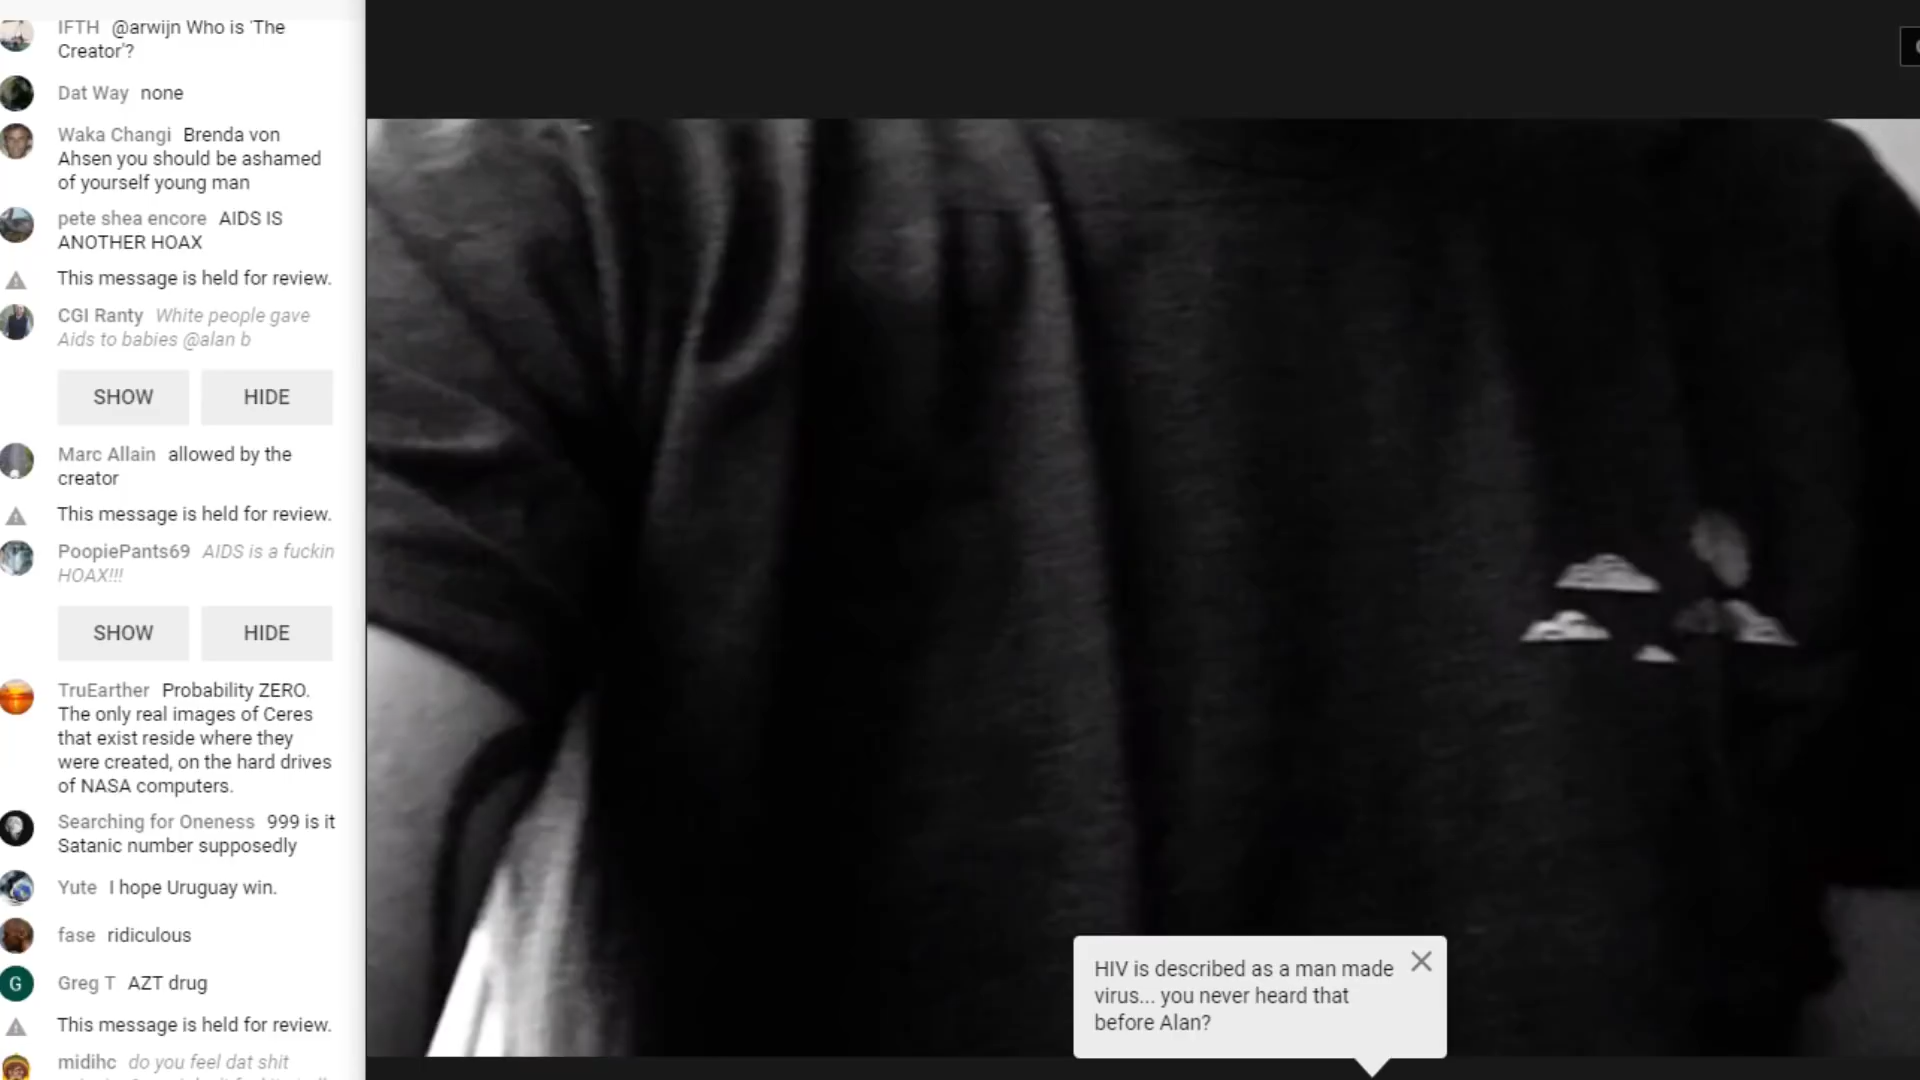 IFTH @arwijn Who is 'The
Creator'?
Dat Way none
Waka Changi Brenda von
Ahsen you should be ashamed
of yourself young man
pete shea encore AIDS IS
ANOTHER HOAX
This message is held for review.
CGI Ranty White people gave
Aids to babies @alan b
SHOW HIDE
Marc Allain allowed by the
creator
This message is held for review.
PoopiePants69 AIDS is a fuckin
HOAX!!!
SHOW HIDE
TruEarther Probability ZERO.
The only real images of Ceres
that exist reside where they
were created, on the hard drives
of NASA computers.
Searching for Oneness 999 is it
Satanic number supposedly
Yute I hope Uruguay win.
fase ridiculous
G Greg T AZT drug
This message is held for review.
midihc do you feel dat shit
HIV is described as a man made
virus... you never heard that
before Alan?